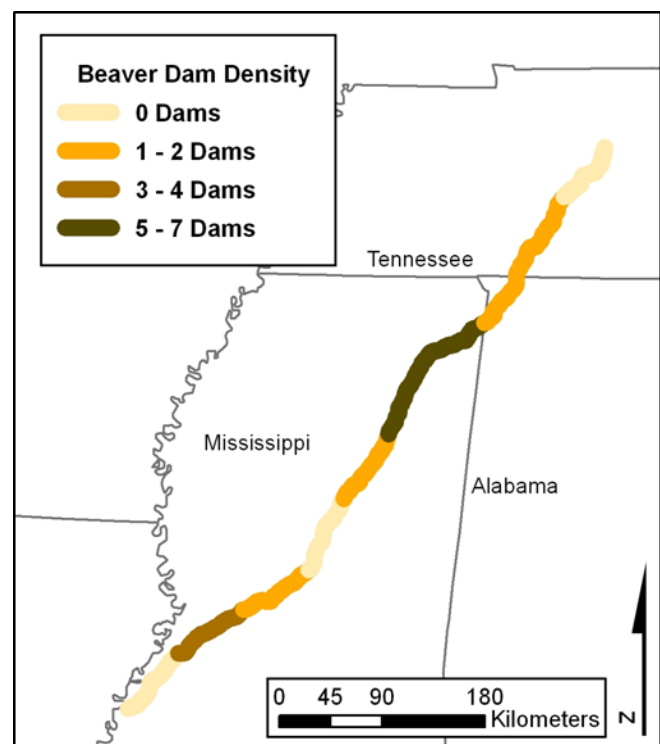 Beaver Dam Density
0 Dams
1 - 2 Dams
3 - 4 Dams
5 - 7 Dams
Tennessee
Mississippi
Alabama
0 45 90 180
Kilometers
N